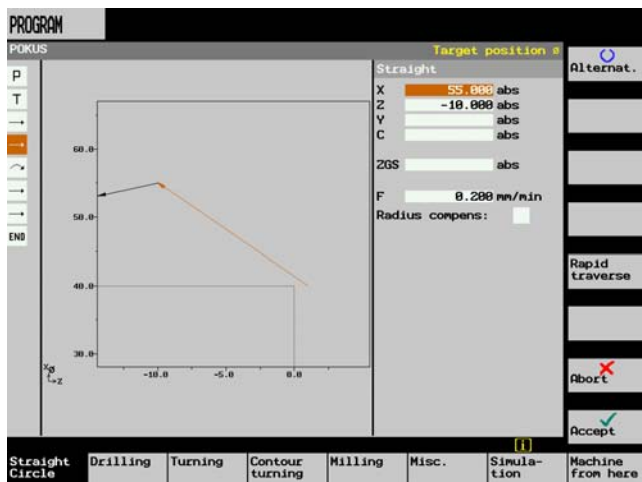 PROGRAM
POKUS
Target position ø
Alternat.
Straight
P
X 55.000 abs
T
Z -10.000 abs
Y abs
C abs
60.0
ZGS abs
F 0.200 mm/min
Radius compens:
50.0
END
Rapid
traverse
40.0
30.0
Xø
Z
-10.0 -5.0 0.0
Abort
Accept
[i]
Straight
Circle
Drilling
Turning
Contour
turning
Milling
Misc.
Simula-
tion
Machine
from here